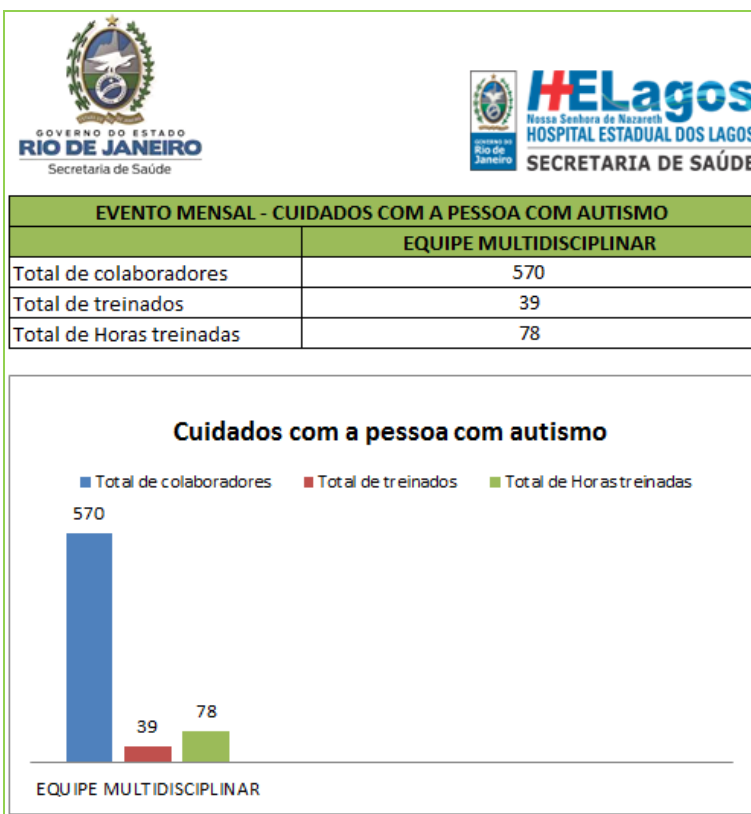 GOVERNO DO ESTADO
RIO DE JANEIRO
Secretaria de Saúde
HELagos
Nossa Senhora de Nazareth
HOSPITAL ESTADUAL DOS LAGOS
GOVERNO DO
Rio de
Janeiro
SECRETARIA DE SAÚDE
EVENTO MENSAL - CUIDADOS COM A PESSOA COM AUTISMO
EQUIPE MULTIDISCIPLINAR
Total de colaboradores 570
Total de treinados 39
Total de Horas treinadas 78
Cuidados com a pessoa com autismo
Total de colaboradores Total de treinados Total de Horas treinadas
570
39
78
EQUIPE MULTIDISCIPLINAR